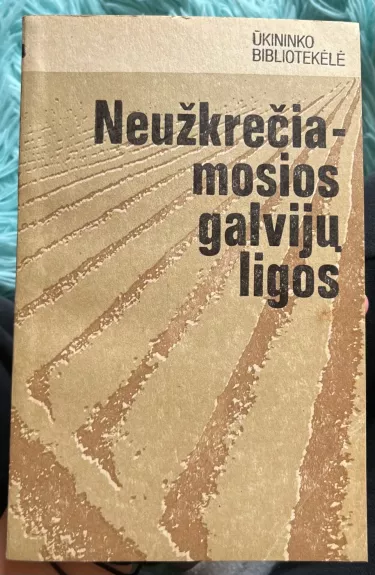 ŪKININKO
BIBLIOTEKĖLĖ
Neužkrečia-
mosios
galvijų
ligos